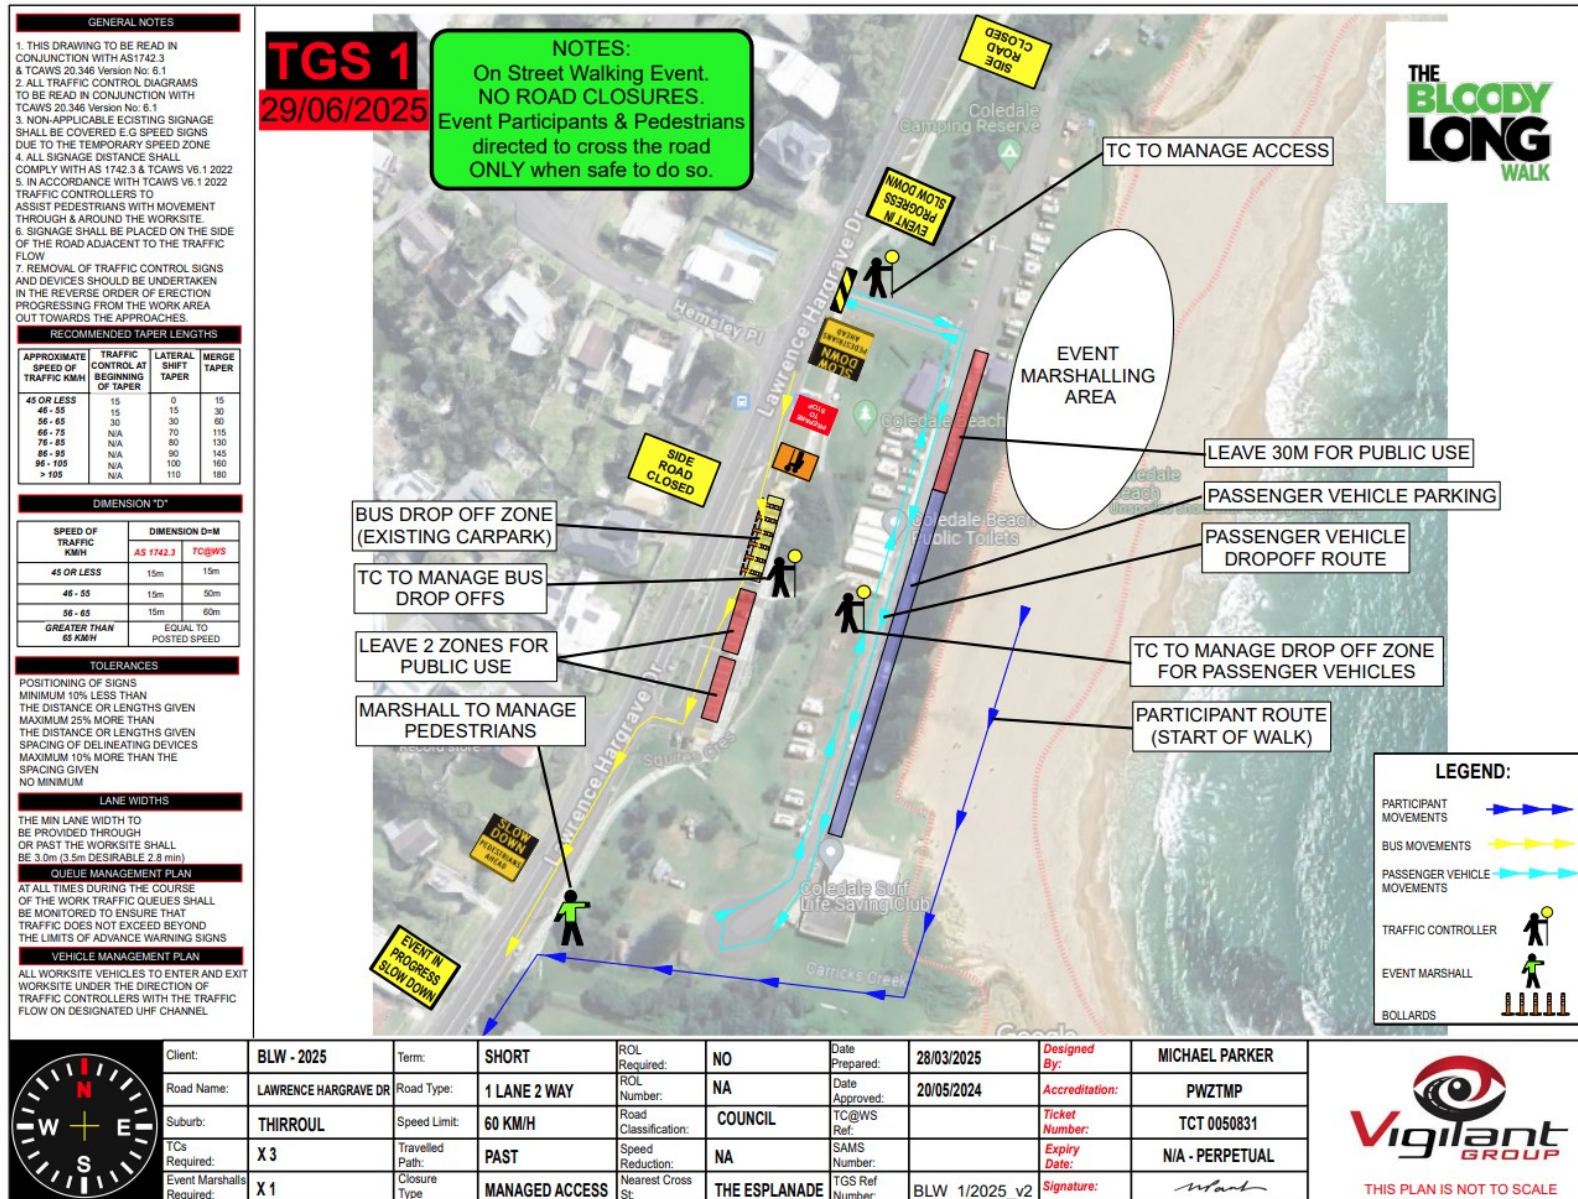 GENERAL NOTES
1. THIS DRAWING TO BE READ IN
CONJUNCTION WITH AS1742.3
& TCAWS 20.346 Version No: 6.1
2. ALL TRAFFIC CONTROL DIAGRAMS
TO BE READ IN CONJUNCTION WITH
TCAWS 20.346 Version No: 6.1
3. NON-APPLICABLE ECISTING SIGNAGE
SHALL BE COVERED E.G SPEED SIGNS
DUE TO THE TEMPORARY SPEED ZONE
4. ALL SIGNAGE DISTANCE SHALL
COMPLY WITH AS 1742.3 & TCAWS V6.1 2022
5. IN ACCORDANCE WITH TCAWS V6.1 2022
TRAFFIC CONTROLLERS TO
ASSIST PEDESTRIANS WITH MOVEMENT
THROUGH & AROUND THE WORKSITE.
6. SIGNAGE SHALL BE PLACED ON THE SIDE
OF THE ROAD ADJACENT TO THE TRAFFIC
FLOW
7. REMOVAL OF TRAFFIC CONTROL SIGNS
AND DEVICES SHOULD BE UNDERTAKEN
IN THE REVERSE ORDER OF ERECTION
PROGRESSING FROM THE WORK AREA
OUT TOWARDS THE APPROACHES.
RECOMMENDED TAPER LENGTHS
APPROXIMATE SPEED OF TRAFFIC KM/H TRAFFIC CONTROL AT BEGINNING OF TAPER LATERAL SHIFT TAPER MERGE TAPER
45 OR LESS 15 0 15
46 - 55 15 15 30
56 - 65 30 30 60
66 - 75 N/A 70 115
76 - 85 N/A 80 130
86 - 95 N/A 90 145
96 - 105 N/A 100 160
> 105 N/A 110 180
DIMENSION "D"
SPEED OF TRAFFIC KM/H DIMENSION D=M
AS 1742.3 TC@WS
45 OR LESS 15m 15m
46 - 55 15m 50m
56 - 65 15m 60m
GREATER THAN 65 KM/H EQUAL TO POSTED SPEED
TOLERANCES
POSITIONING OF SIGNS
MINIMUM 10% LESS THAN
THE DISTANCE OR LENGTHS GIVEN
MAXIMUM 25% MORE THAN
THE DISTANCE OR LENGTHS GIVEN
SPACING OF DELINEATING DEVICES
MAXIMUM 10% MORE THAN THE
SPACING GIVEN
NO MINIMUM
LANE WIDTHS
THE MIN LANE WIDTH TO
BE PROVIDED THROUGH
OR PAST THE WORKSITE SHALL
BE 3.0m (3.5m DESIRABLE 2.8 min)
QUEUE MANAGEMENT PLAN
AT ALL TIMES DURING THE COURSE
OF THE WORK TRAFFIC QUEUES SHALL
BE MONITORED TO ENSURE THAT
TRAFFIC DOES NOT EXCEED BEYOND
THE LIMITS OF ADVANCE WARNING SIGNS
VEHICLE MANAGEMENT PLAN
ALL WORKSITE VEHICLES TO ENTER AND EXIT
WORKSITE UNDER THE DIRECTION OF
TRAFFIC CONTROLLERS WITH THE TRAFFIC
FLOW ON DESIGNATED UHF CHANNEL
TGS 1
29/06/2025
NOTES:
On Street Walking Event.
NO ROAD CLOSURES.
Event Participants & Pedestrians
directed to cross the road
ONLY when safe to do so.
SIDE
ROAD
CLOSED
Coledale
Camping Reserve
THE
BLOODY
LONG
WALK
TC TO MANAGE ACCESS
EVENT IN
PROGRESS
SLOW DOWN
Lawrence Hargrave Dr
Hemsley Pl
SLOW
DOWN
PEDESTRIANS
AHEAD
PREPARE
TO
STOP
Coledale Beach
EVENT
MARSHALLING
AREA
SIDE
ROAD
CLOSED
LEAVE 30M FOR PUBLIC USE
PASSENGER VEHICLE PARKING
BUS DROP OFF ZONE
(EXISTING CARPARK)
Coledale Beach
Public Toilets
PASSENGER VEHICLE
DROPOFF ROUTE
TC TO MANAGE BUS
DROP OFFS
LEAVE 2 ZONES FOR
PUBLIC USE
TC TO MANAGE DROP OFF ZONE
FOR PASSENGER VEHICLES
MARSHALL TO MANAGE
PEDESTRIANS
PARTICIPANT ROUTE
(START OF WALK)
Record store
Squires Cres
Lawrence Hargrave Dr
SLOW
DOWN
PEDESTRIANS
AHEAD
Coledale Surf
Life Saving Club
EVENT IN
PROGRESS
SLOW DOWN
Carricks Creek
Google
LEGEND:
PARTICIPANT
MOVEMENTS
BUS MOVEMENTS
PASSENGER VEHICLE
MOVEMENTS
TRAFFIC CONTROLLER
EVENT MARSHALL
BOLLARDS
N
W E
S
Client: BLW - 2025 Term: SHORT ROL Required: NO Date Prepared: 28/03/2025 Designed By: MICHAEL PARKER
Road Name: LAWRENCE HARGRAVE DR Road Type: 1 LANE 2 WAY ROL Number: NA Date Approved: 20/05/2024 Accreditation: PWZTMP
Suburb: THIRROUL Speed Limit: 60 KM/H Road Classification: COUNCIL TC@WS Ref: Ticket Number: TCT 0050831
TCs Required: X 3 Travelled Path: PAST Speed Reduction: NA SAMS Number: Expiry Date: N/A - PERPETUAL
Event Marshalls Required: X 1 Closure Type MANAGED ACCESS Nearest Cross St: THE ESPLANADE TGS Ref Number: BLW_1/2025_v2 Signature:
Vigilant
GROUP
THIS PLAN IS NOT TO SCALE